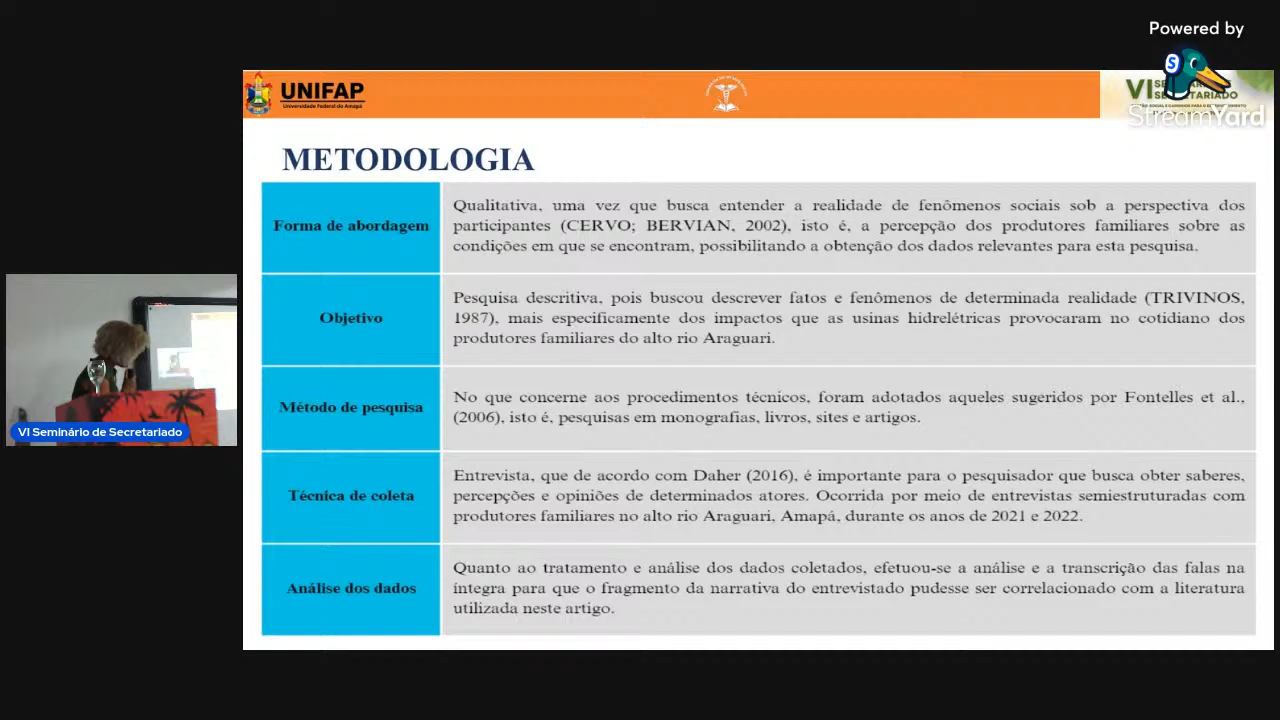 Powered by
StreamYard
UNIFAP
Universidade Federal do Amapá
VI
METODOLOGIA
Forma de abordagem
Qualitativa, uma vez que busca entender a realidade de fenômenos sociais sob a perspectiva dos
participantes (CERVO; BERVIAN, 2002), isto é, a percepção dos produtores familiares sobre as
condições em que se encontram, possibilitando a obtenção dos dados relevantes para esta pesquisa.
Objetivo
Pesquisa descritiva, pois buscou descrever fatos e fenômenos de determinada realidade (TRIVINOS,
1987), mais especificamente dos impactos que as usinas hidrelétricas provocaram no cotidiano dos
produtores familiares do alto rio Araguari.
Método de pesquisa
No que concerne aos procedimentos técnicos, foram adotados aqueles sugeridos por Fontelles et al.,
(2006), isto é, pesquisas em monografias, livros, sites e artigos.
Técnica de coleta
Entrevista, que de acordo com Daher (2016), é importante para o pesquisador que busca obter saberes,
percepções e opiniões de determinados atores. Ocorrida por meio de entrevistas semiestruturadas com
produtores familiares no alto rio Araguari, Amapá, durante os anos de 2021 e 2022.
Análise dos dados
Quanto ao tratamento e análise dos dados coletados, efetuou-se a análise e a transcrição das falas na
íntegra para que o fragmento da narrativa do entrevistado pudesse ser correlacionado com a literatura
utilizada neste artigo.
VI Seminário de Secretariado